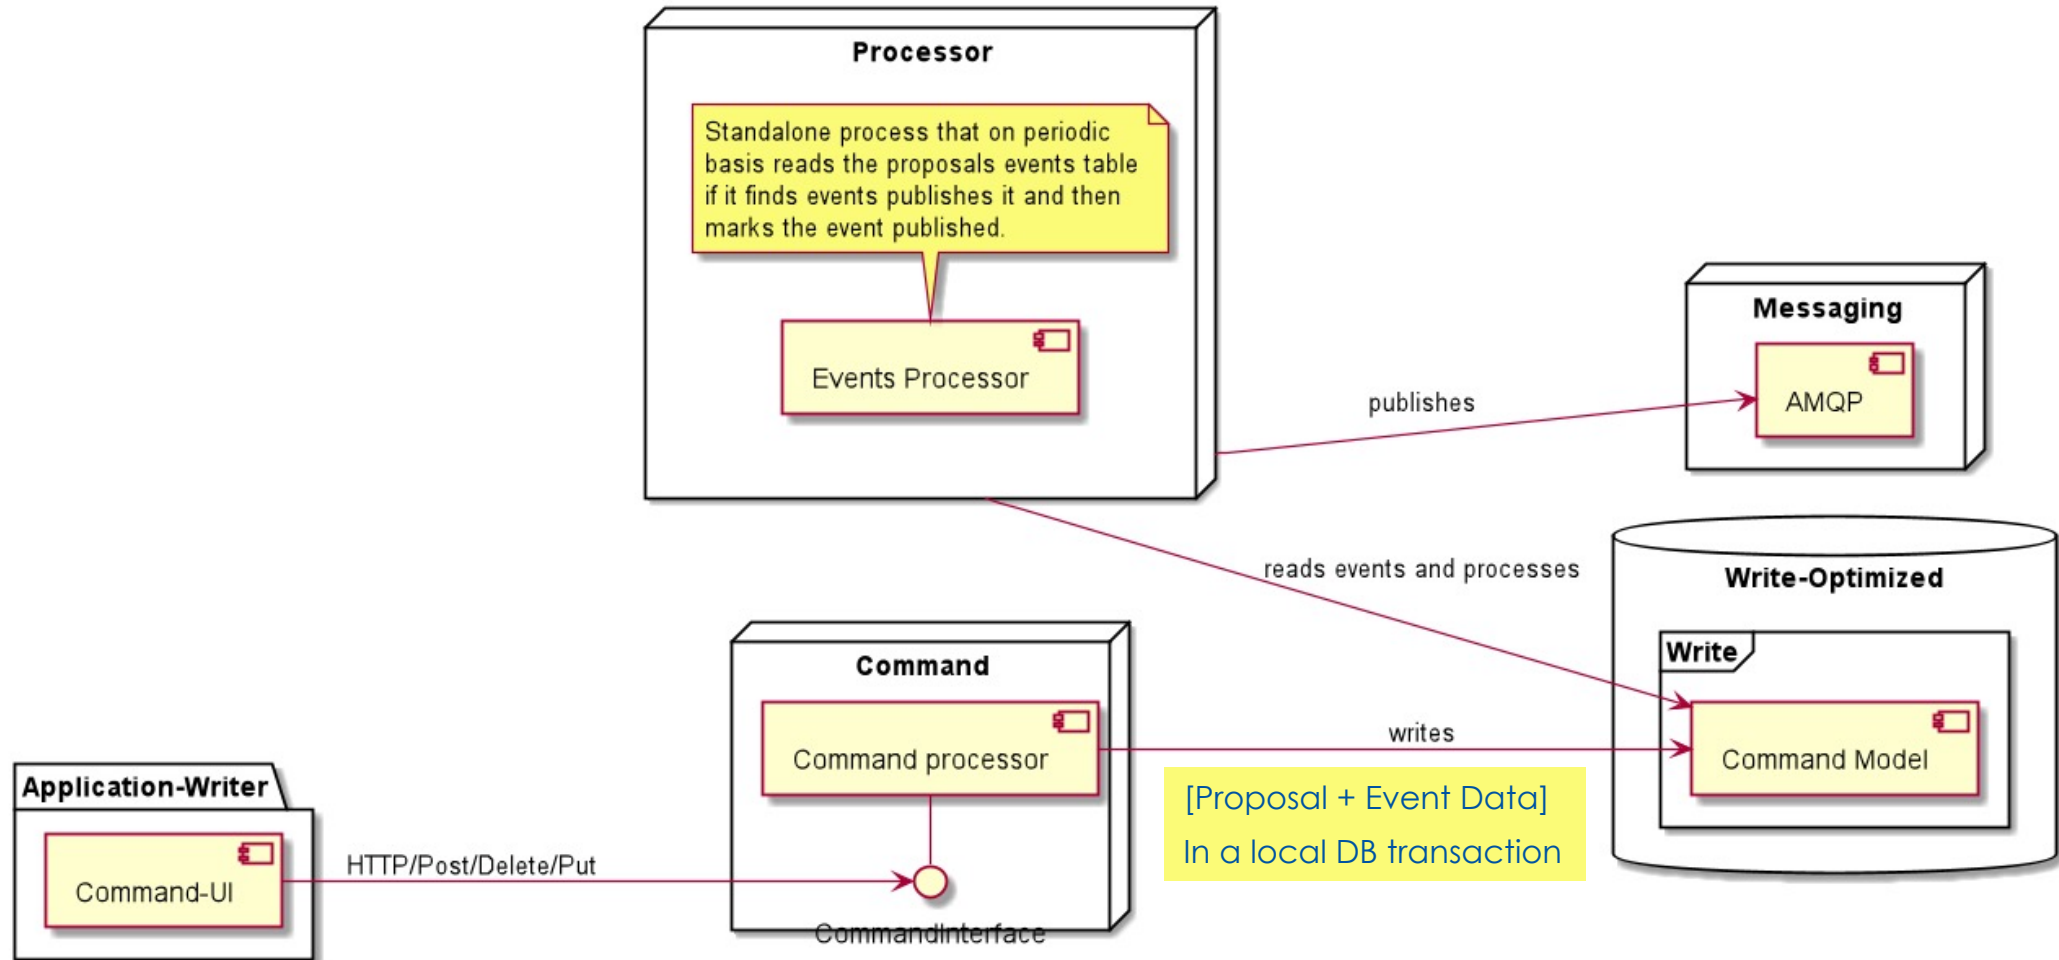 Processor
Standalone process that on periodic
basis reads the proposals events table
if it finds events publishes it and then
marks the event published.
Events Processor
Messaging
AMQP
publishes
reads events and processes
Write-Optimized
Write
Command Model
Command
Command processor
writes
[Proposal + Event Data]
In a local DB transaction
Application-Writer
Command-UI
HTTP/Post/Delete/Put
CommandInterface